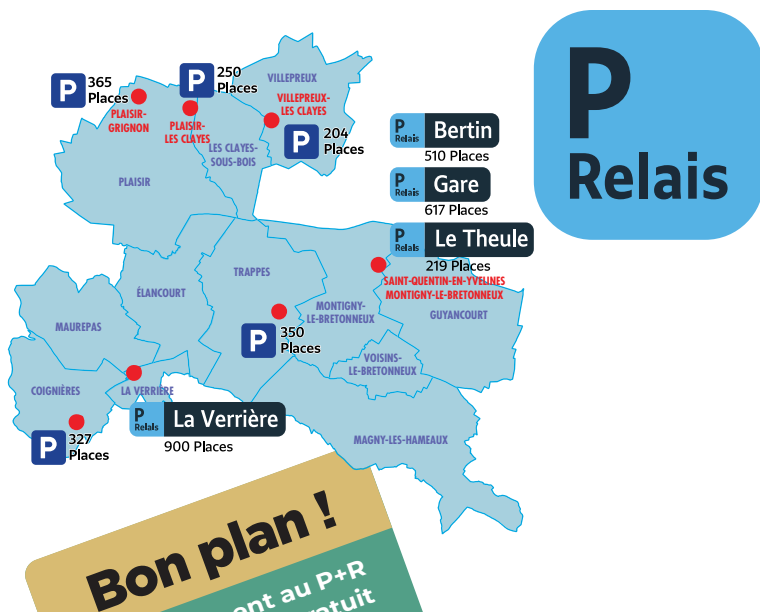 P
365
Places
PLAISIR-
GRIGNON
P
250
Places
PLAISIR-
LES CLAYES
VILLEPREUX
VILLEPREUX-
LES CLAYES
P
204
Places
LES CLAYES-
SOUS-BOIS
PLAISIR
P
Relais
Bertin
510 Places
P
Relais
Gare
617 Places
P
Relais
Le Theule
219 Places
SAINT-QUENTIN-EN-YVELINES
MONTIGNY-LE-BRETONNEUX
GUYANCOURT
P
Relais
TRAPPES
ÉLANCOURT
MONTIGNY
LE-BRETONNEUX
MAUREPAS
P
350
Places
VOISINS-
LE-BRETONNEUX
COIGNIÈRES
LA VERRIÈRE
P
Relais
La Verrière
900 Places
P
327
Places
MAGNY-LES-HAMEAUX
Bon plan !
au P+R